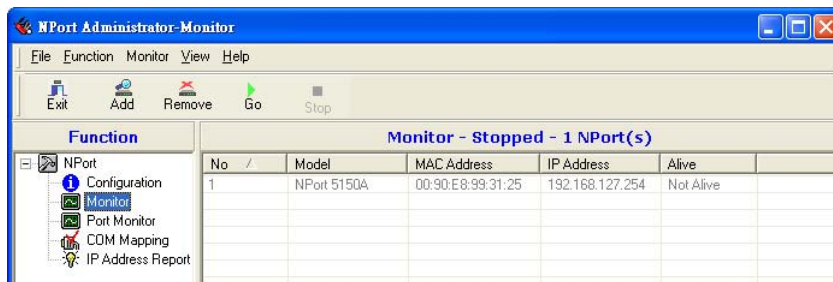 NPort Administrator-Monitor
File Function Monitor View Help
Exit Add Remove Go Stop
Function
Monitor - Stopped - 1 NPort(s)
NPort
Configuration
Monitor
Port Monitor
COM Mapping
IP Address Report
No Model MAC Address IP Address Alive
1 NPort 5150A 00:90:E8:99:31:25 192.168.127.254 Not Alive